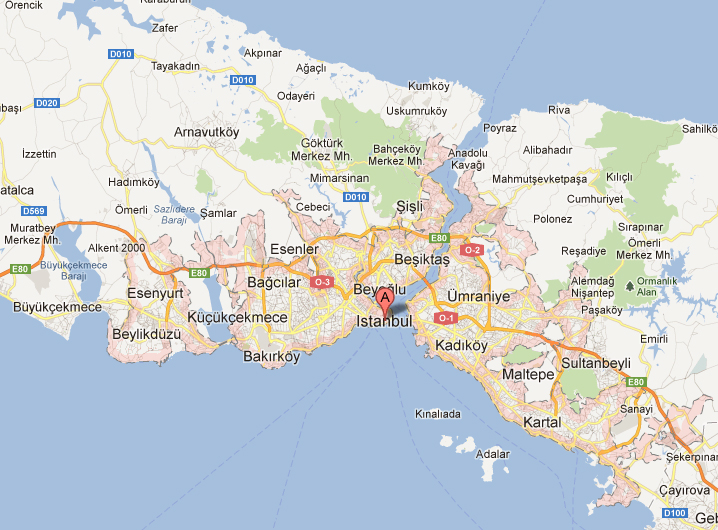 Orencik
Zafer
D010
Tayakadın
Akpınar
Ağaçlı
D010
Odayeri
Kumköy
Uskumruköy
D020
Arnavutköy
Göktürk
Merkez Mh.
Bahçeköy
Merkez Mh
Poyraz
Riva
Sahilkö
Anadolu
Kavağı
Alibahadır
İzzettin
Mimarsinan
Mahmutşevketpaşa
Kılıçlı
Cumhuriyet
Hadımköy
Cebeci
D010
Şişli
Polonez
Sırapınar
D569
Muratbey
Merkez Mh.
Ömerli
Sazlıdere
Barajı
Şamlar
Alkent 2000
Esenler
E80
Beşiktaş
O-2
Reşadiye
Ömerli
Merkez Mh.
E80
Büyükçekmece
Barajı
E80
Bağcılar
O-3
Beyoğlu
A
Ümraniye
Alemdağ
Nişantep
Ormanlık
Alan
Büyükçekmece
Esenyurt
Küçükçekmece
Istanbul
O-1
Paşaköy
Beylikdüzü
Bakırköy
Kadıköy
Emirli
Maltepe
Sultanbeyli
E80
Kınalıada
Kartal
Sanayi
Adalar
Şekerpınar
Çayırova
D100
Geb